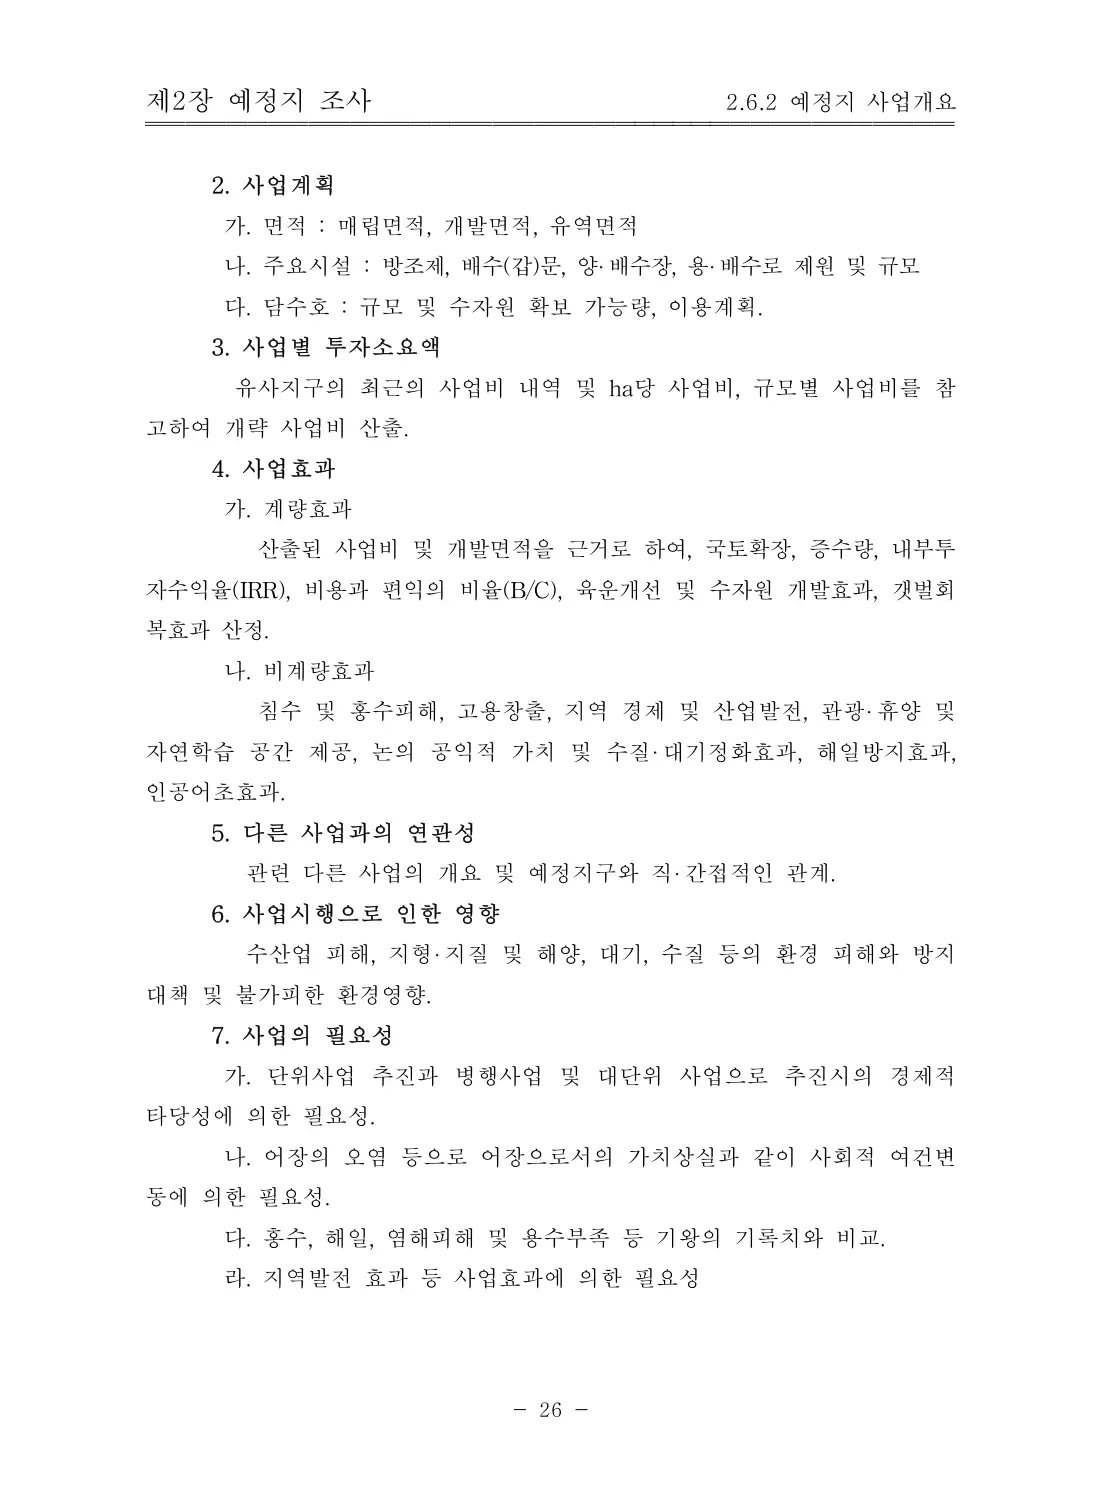 제2장 예정지 조사
2.6.2 예정지 사업개요
2. 사업계획
가. 면적 : 매립면적, 개발면적, 유역면적
나. 주요시설 : 방조제, 배수(갑)문, 양·배수장, 용·배수로 제원 및 규모
다. 담수호 : 규모 및 수자원 확보 가능량, 이용계획.
3. 사업별 투자소요액
유사지구의 최근의 사업비 내역 및 ha당 사업비, 규모별 사업비를 참
고하여 개략 사업비 산출.
4. 사업효과
가. 계량효과
산출된 사업비 및 개발면적을 근거로 하여, 국토확장, 증수량, 내부투
자수익율(IRR), 비용과 편익의 비율(B/C), 육운개선 및 수자원 개발효과, 갯벌회
복효과 산정.
나. 비계량효과
침수 및 홍수피해, 고용창출, 지역 경제 및 산업발전, 관광·휴양 및
자연학습 공간 제공, 논의 공익적 가치 및 수질·대기정화효과, 해일방지효과,
인공어초효과.
5. 다른 사업과의 연관성
관련 다른 사업의 개요 및 예정지구와 직·간접적인 관계.
6. 사업시행으로 인한 영향
수산업 피해, 지형·지질 및 해양, 대기, 수질 등의 환경 피해와 방지
대책 및 불가피한 환경영향.
7. 사업의 필요성
가. 단위사업 추진과 병행사업 및 대단위 사업으로 추진시의 경제적
타당성에 의한 필요성.
나. 어장의 오염 등으로 어장으로서의 가치상실과 같이 사회적 여건변
동에 의한 필요성.
다. 홍수, 해일, 염해피해 및 용수부족 등 기왕의 기록치와 비교.
라. 지역발전 효과 등 사업효과에 의한 필요성
- 26 -